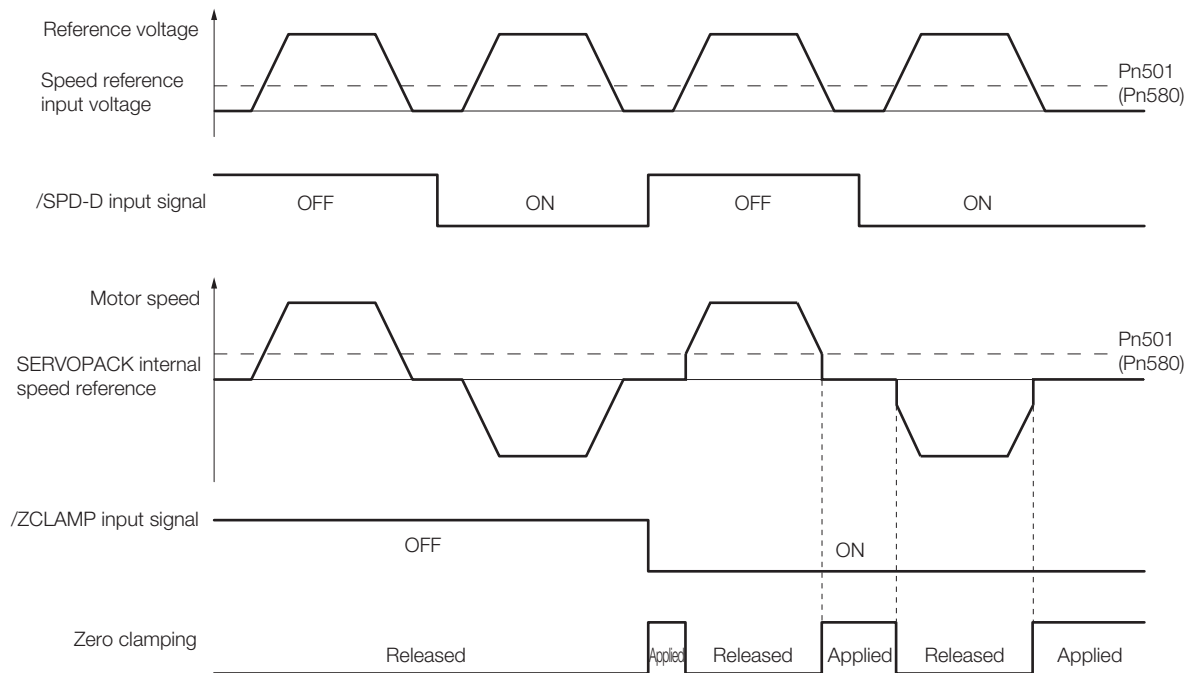 Reference voltage
Speed reference
input voltage
Pn501
(Pn580)
/SPD-D input signal
OFF
ON
OFF
ON
Motor speed
SERVOPACK internal
speed reference
Pn501
(Pn580)
/ZCLAMP input signal
OFF
ON
Zero clamping
Released
Applied
Released
Applied
Released
Applied